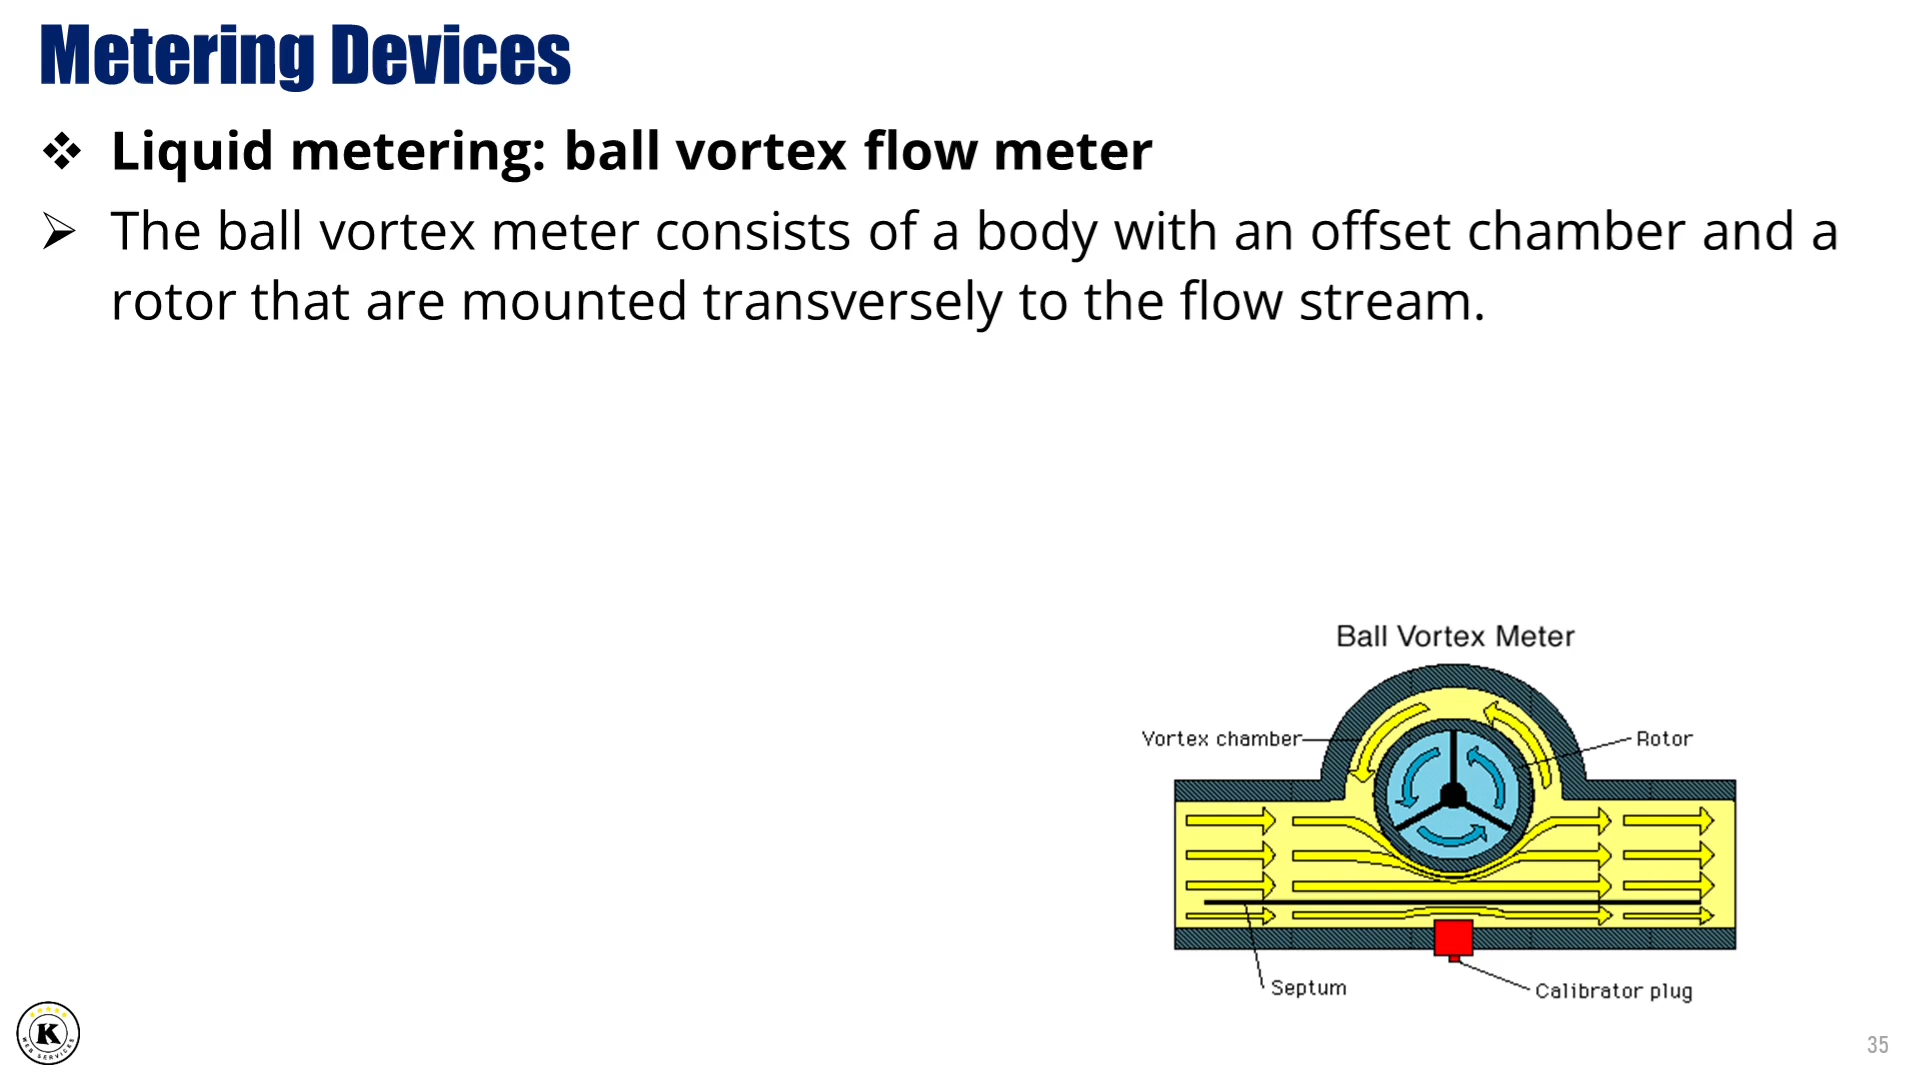 Metering Devices
Liquid metering: ball vortex flow meter
The ball vortex meter consists of a body with an offset chamber and a
rotor that are mounted transversely to the flow stream.
Ball Vortex Meter
Vortex chamber
Rotor
Septum
Calibrator plug
K
WEB SERVICES
35